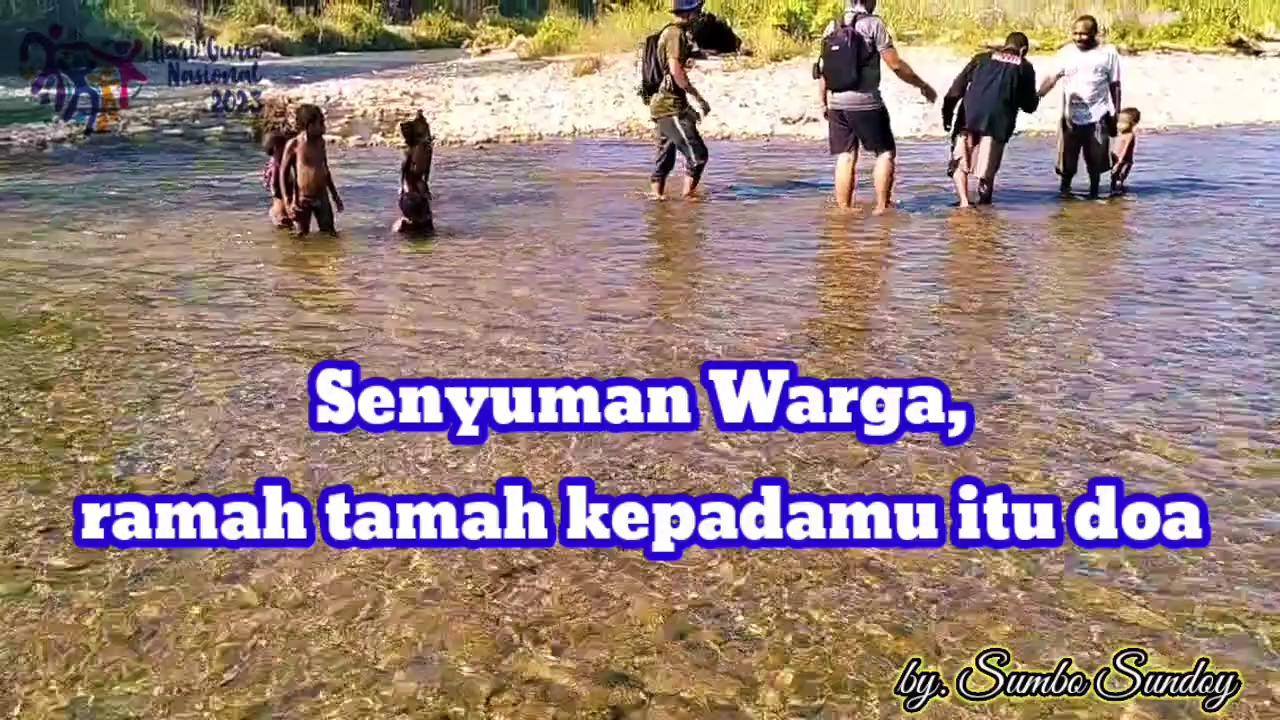 Hari Guru
Nasional
2023
Senyuman Warga,
ramah tamah kepadamu itu doa
by. Sumbo Sundoy